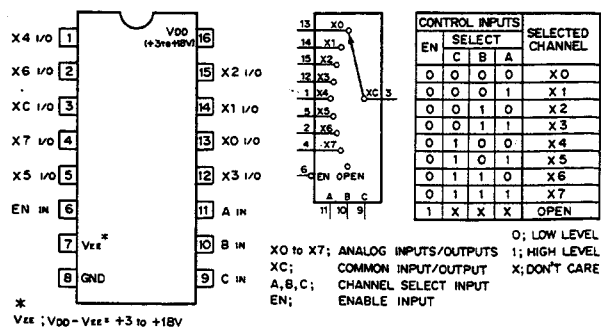 X4 I/O 1
X6 I/O 2
XC I/O 3
X7 I/O 4
X5 I/O 5
EN IN 6
7 VEE*
8 GND
VDD
(+3 to +18V) 16
15 X2 I/O
14 X1 I/O
13 X0 I/O
12 X3 I/O
11 A IN
10 B IN
9 C IN
*
VEE ; VDD - VEE = +3 to +18V
13 X0
14 X1
15 X2
12 X3
1 X4
5 X5
2 X6
4 X7
XC 3
6 EN OPEN
A B C
11 10 9
CONTROL INPUTS SELECTED CHANNEL
EN SELECT
C B A
0 0 0 0 X0
0 0 0 1 X1
0 0 1 0 X2
0 0 1 1 X3
0 1 0 0 X4
0 1 0 1 X5
0 1 1 0 X6
0 1 1 1 X7
1 X X X OPEN
X0 to X7; ANALOG INPUTS/OUTPUTS
XC; COMMON INPUT/OUTPUT
A,B,C; CHANNEL SELECT INPUT
EN; ENABLE INPUT
0; LOW LEVEL
1; HIGH LEVEL
X; DON'T CARE